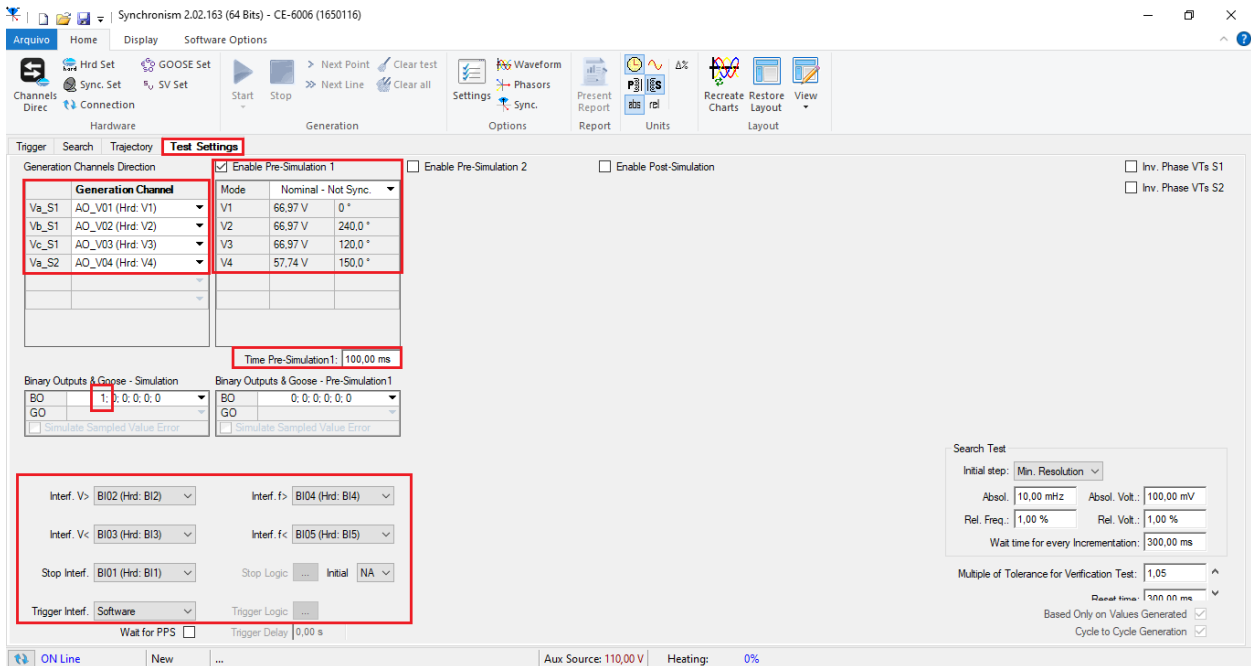 Synchronism 2.02.163 (64 Bits) - CE-6006 (1650116)
Arquivo Home Display Software Options
Channels Direc
Hrd Set
GOOSE Set
Sync. Set
SV Set
Connection
Hardware
Start
Stop
> Next Point
Clear test
>> Next Line
Clear all
Generation
Settings
Waveform
Phasors
Sync.
Options
Present Report
Report
Δ%
abs rel
Units
Recreate Charts
Restore Layout
View
Layout
Trigger Search Trajectory Test Settings
Generation Channels Direction
Enable Pre-Simulation 1
Enable Pre-Simulation 2
Enable Post-Simulation
Inv. Phase VTs S1
Inv. Phase VTs S2
Generation Channel
Va_S1 AO_V01 (Hrd: V1)
Vb_S1 AO_V02 (Hrd: V2)
Vc_S1 AO_V03 (Hrd: V3)
Va_S2 AO_V04 (Hrd: V4)
Mode Nominal - Not Sync.
V1 66,97 V 0 °
V2 66,97 V 240,0 °
V3 66,97 V 120,0 °
V4 57,74 V 150,0 °
Time Pre-Simulation1: 100,00 ms
Binary Outputs & Goose - Simulation
BO 1; 0; 0; 0; 0; 0
GO
Simulate Sampled Value Error
Binary Outputs & Goose - Pre-Simulation1
BO 0; 0; 0; 0; 0; 0
GO
Simulate Sampled Value Error
Interf. V> BI02 (Hrd: BI2)
Interf. f> BI04 (Hrd: BI4)
Interf. V< BI03 (Hrd: BI3)
Interf. f< BI05 (Hrd: BI5)
Stop Interf. BI01 (Hrd: BI1)
Stop Logic ... Initial NA
Trigger Interf. Software
Trigger Logic ...
Wait for PPS
Trigger Delay 0,00 s
Search Test
Initial step: Min. Resolution
Absol. 10,00 mHz Absol. Volt.: 100,00 mV
Rel. Freq.: 1,00 % Rel. Volt.: 1,00 %
Wait time for every Incrementation: 300,00 ms
Multiple of Tolerance for Verification Test: 1,05
Reset time: 300,00 ms
Based Only on Values Generated
Cycle to Cycle Generation
ON Line New ... Aux Source: 110,00 V Heating: 0%